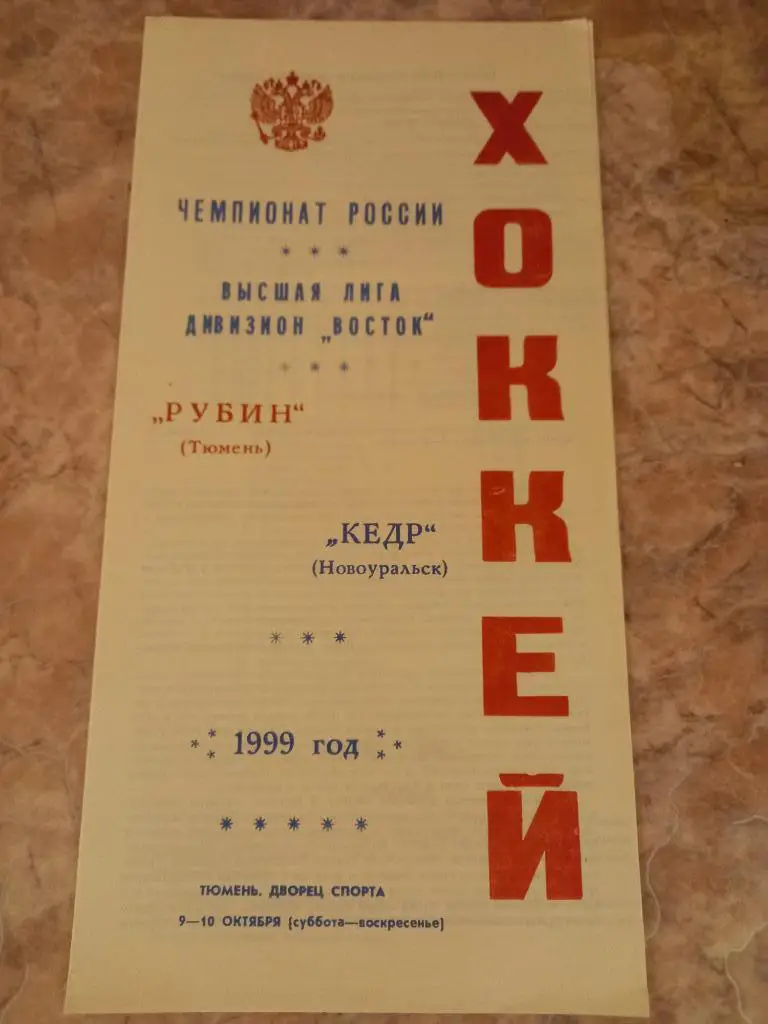 ЧЕМПИОНАТ РОССИИ
* * *
ВЫСШАЯ ЛИГА
ДИВИЗИОН „ВОСТОК“
* * *
„РУБИН“
(Тюмень)
„КЕДР“
(Новоуральск)
* * *
1999 год
* * * * *
ТЮМЕНЬ. ДВОРЕЦ СПОРТА
9—10 ОКТЯБРЯ (суббота—воскресенье)
ХОККЕЙ